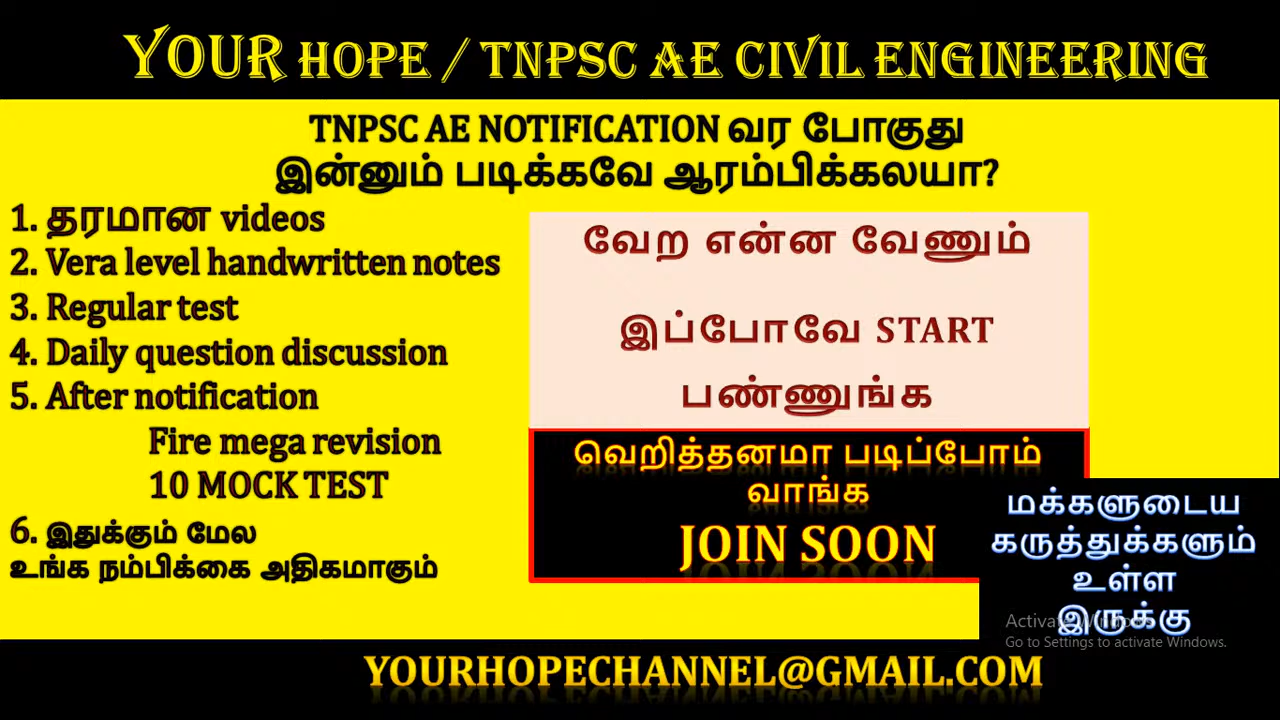 YOUR HOPE / TNPSC AE CIVIL ENGINEERING
TNPSC AE NOTIFICATION வர போகுது
இன்னும் படிக்கவே ஆரம்பிக்கலயா?
1. தரமான videos
2. Vera level handwritten notes
3. Regular test
4. Daily question discussion
5. After notification
Fire mega revision
10 MOCK TEST
6. இதுக்கும் மேல
உங்க நம்பிக்கை அதிகமாகும்
வேற என்ன வேணும்
இப்போவே START
பண்ணுங்க
வெறித்தனமா படிப்போம்
வாங்க
JOIN SOON
மக்களுடைய
கருத்துக்களும்
உள்ள
இருக்கு
Activate Windows
Go to Settings to activate Windows.
YOURHOPECHANNEL@GMAIL.COM